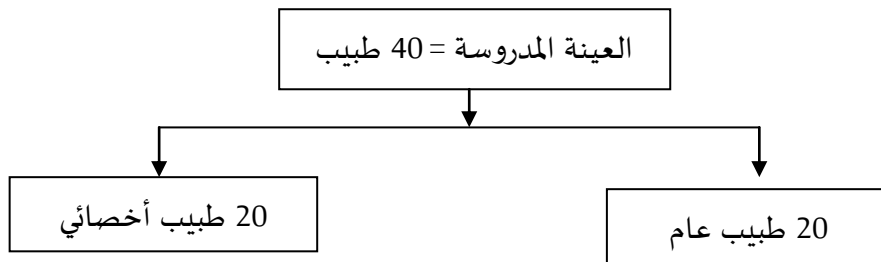 العينة المدروسة = 40 طبيب
20 طبيب عام
20 طبيب أخصائي